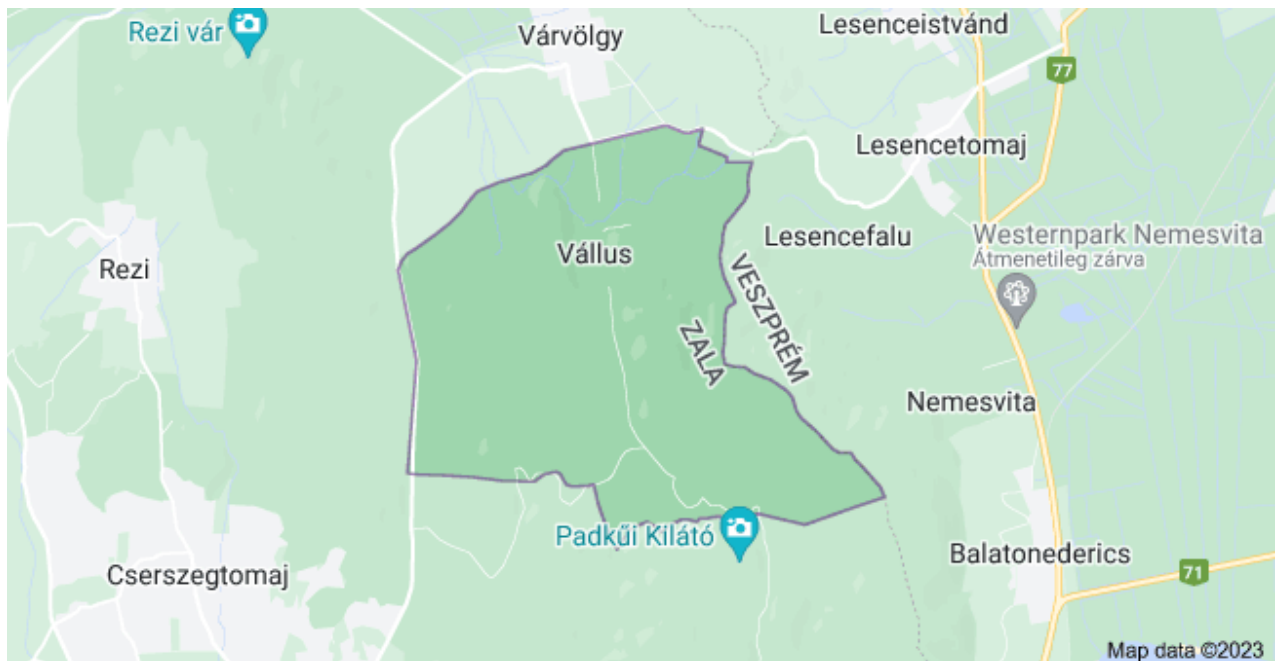 Rezi vár
Várvölgy
Lesenceistvánd
77
Lesencetomaj
Lesencefalu
Westernpark Nemesvita
Átmenetileg zárva
Vállus
Rezi
VESZPRÉM
ZALA
Nemesvita
Padkűi Kilátó
Balatonederics
Cserszegtomaj
71
Map data ©2023